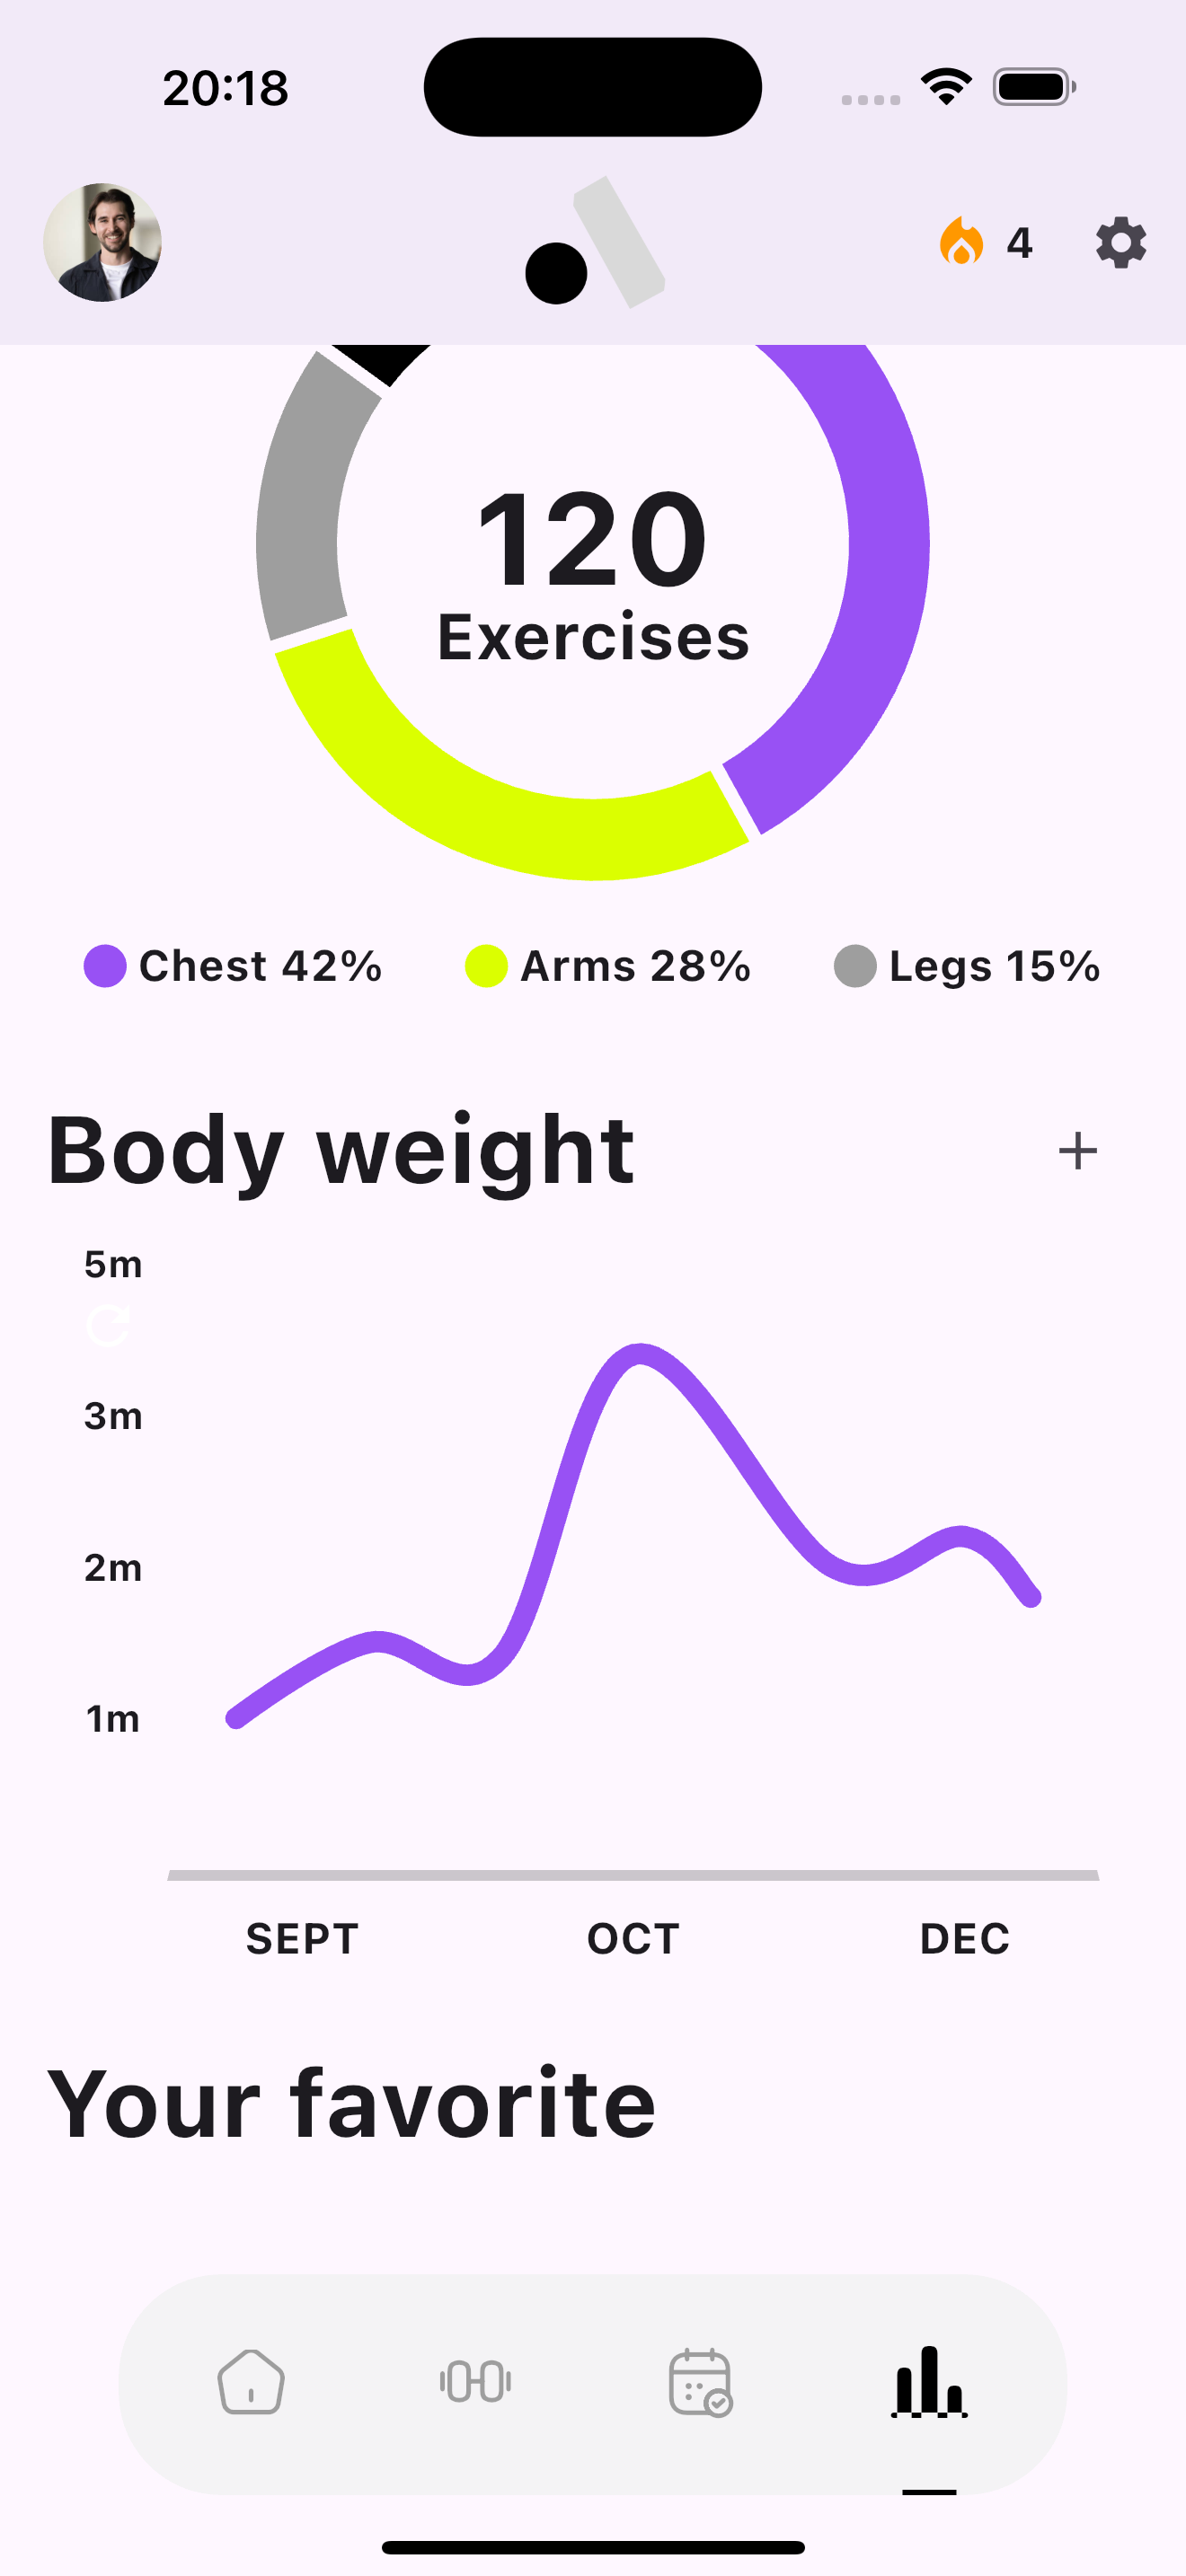 20:18
4
120
Exercises
Chest 42%
Arms 28%
Legs 15%
Body weight
5m
3m
2m
1m
SEPT
OCT
DEC
Your favorite